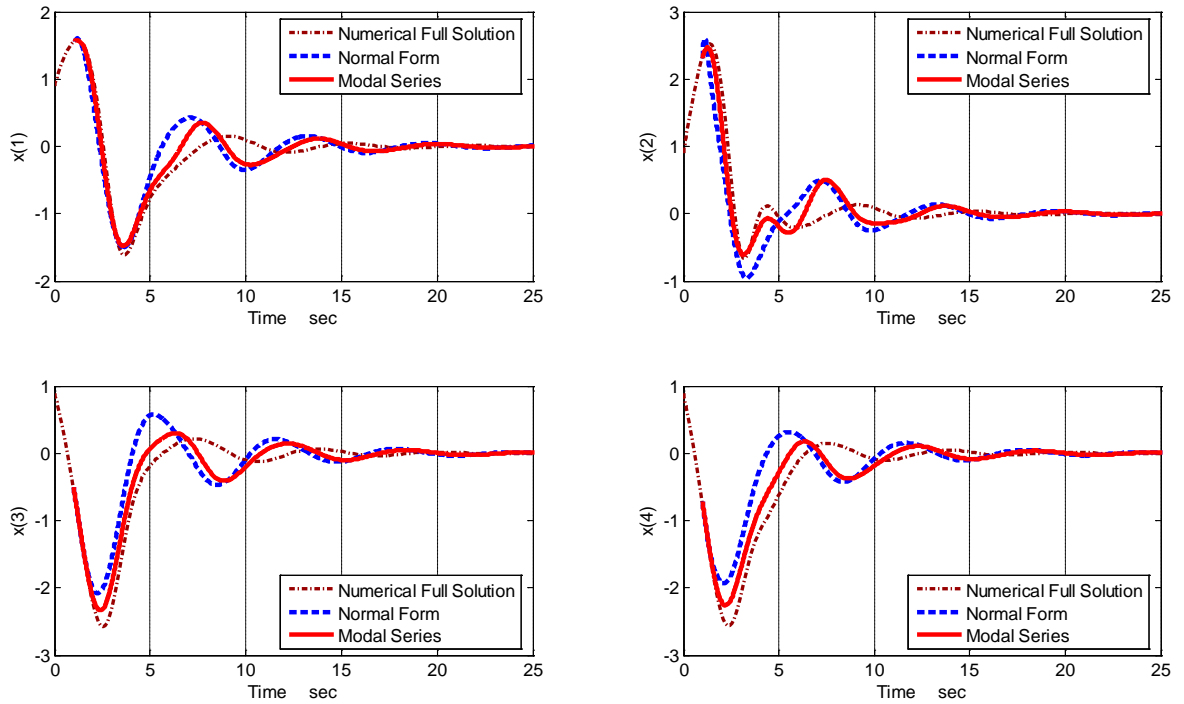 2
1
0
-1
-2
x(1)
0 5 10 15 20 25
Time sec
Numerical Full Solution
Normal Form
Modal Series
3
2
1
0
-1
x(2)
0 5 10 15 20 25
Time sec
Numerical Full Solution
Normal Form
Modal Series
1
0
-1
-2
-3
x(3)
0 5 10 15 20 25
Time sec
Numerical Full Solution
Normal Form
Modal Series
1
0
-1
-2
-3
x(4)
0 5 10 15 20 25
Time sec
Numerical Full Solution
Normal Form
Modal Series